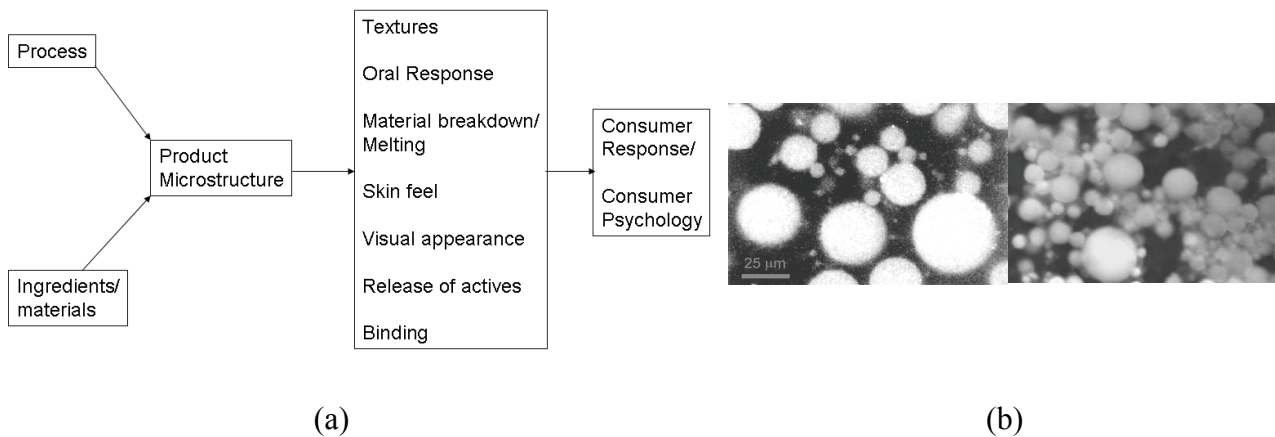 Process
Ingredients/
materials
Product
Microstructure
Textures
Oral Response
Material breakdown/
Melting
Skin feel
Visual appearance
Release of actives
Binding
Consumer
Response/
Consumer
Psychology
25 μm
(a)
(b)